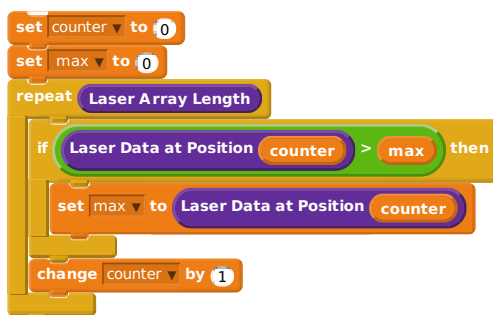 set counter ▾ to 0
set max ▾ to 0
repeat Laser Array Length
if Laser Data at Position counter > max then
set max ▾ to Laser Data at Position counter
change counter ▾ by 1